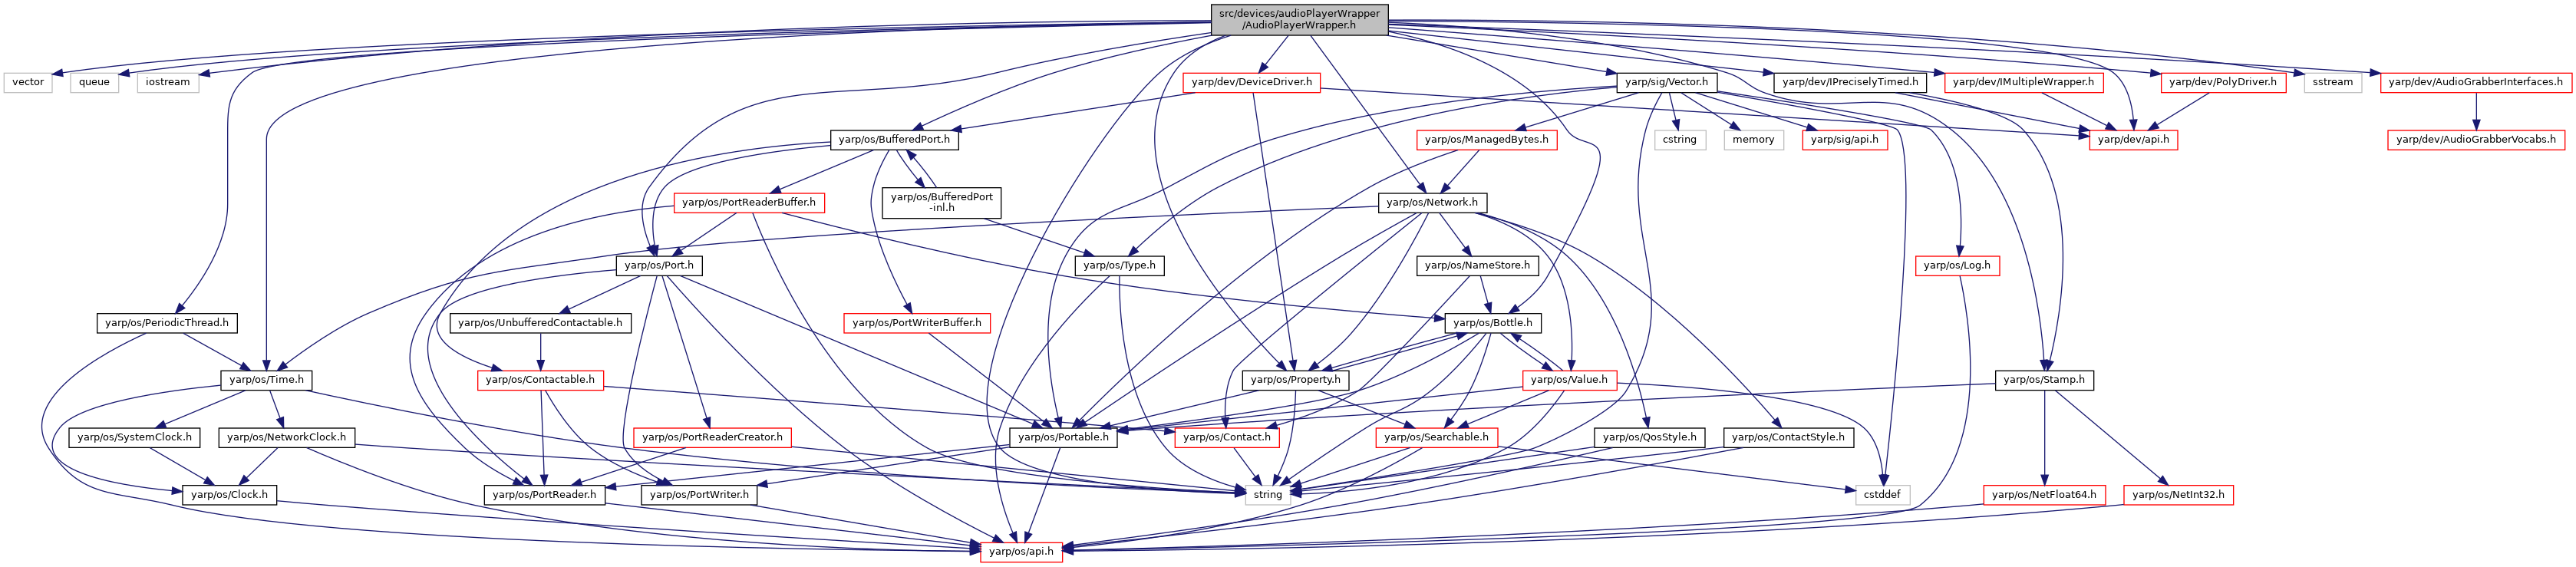 src/devices/audioPlayerWrapper
/AudioPlayerWrapper.h
vector
queue
iostream
yarp/dev/DeviceDriver.h
yarp/sig/Vector.h
yarp/dev/IPreciselyTimed.h
yarp/dev/IMultipleWrapper.h
yarp/dev/PolyDriver.h
sstream
yarp/dev/AudioGrabberInterfaces.h
yarp/os/BufferedPort.h
yarp/os/ManagedBytes.h
cstring
memory
yarp/sig/api.h
yarp/dev/api.h
yarp/dev/AudioGrabberVocabs.h
yarp/os/PortReaderBuffer.h
yarp/os/BufferedPort
-inl.h
yarp/os/Network.h
yarp/os/Port.h
yarp/os/Type.h
yarp/os/NameStore.h
yarp/os/Log.h
yarp/os/PeriodicThread.h
yarp/os/UnbufferedContactable.h
yarp/os/PortWriterBuffer.h
yarp/os/Bottle.h
yarp/os/Time.h
yarp/os/Contactable.h
yarp/os/Property.h
yarp/os/Value.h
yarp/os/Stamp.h
yarp/os/SystemClock.h
yarp/os/NetworkClock.h
yarp/os/PortReaderCreator.h
yarp/os/Portable.h
yarp/os/Contact.h
yarp/os/Searchable.h
yarp/os/QosStyle.h
yarp/os/ContactStyle.h
yarp/os/Clock.h
yarp/os/PortReader.h
yarp/os/PortWriter.h
string
cstddef
yarp/os/NetFloat64.h
yarp/os/NetInt32.h
yarp/os/api.h